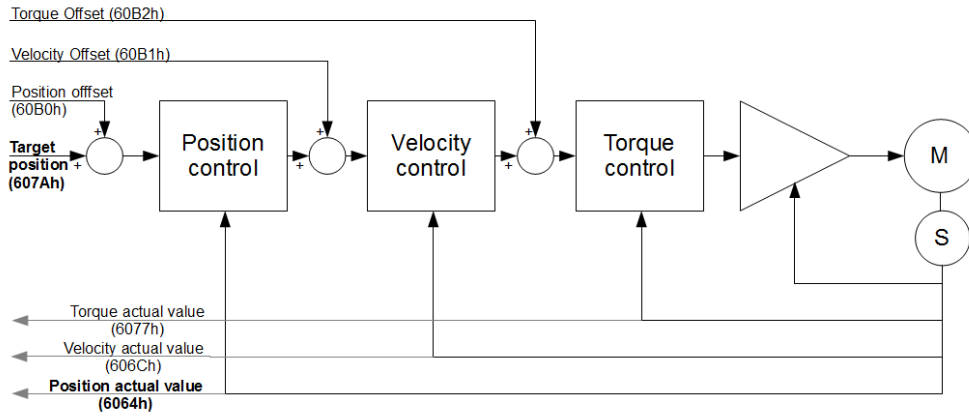 Torque Offset (60B2h)
Velocity Offset (60B1h)
Position offfset
(60B0h)
+
Target
position
(607Ah)
+
Position
control
+
+
Velocity
control
+
+
Torque
control
M
S
Torque actual value
(6077h)
Velocity actual value
(606Ch)
Position actual value
(6064h)